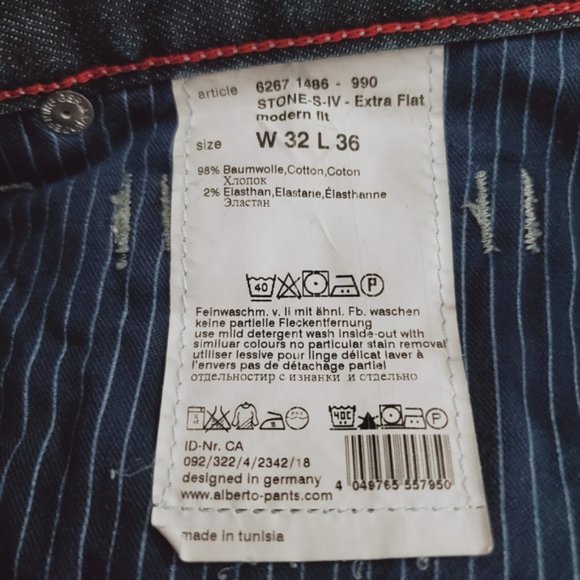 article 6267 1486 - 990
STONE-S-IV - Extra Flat
modern fit
size W 32 L 36
98% Baumwolle,Cotton,Coton
Хлопок
2% Elasthan,Elastane,Élasthanne
Эластан
40 P
Feinwaschm. v. li mit ähnl. Fb. waschen
keine partielle Fleckentfernung
use mild detergent wash inside-out with
similuar colours no particular stain removal
utiliser lessive pour linge délicat laver à
l'envers pas de détachage partiel
отдельностир с изнанки и отдельно
40C P
ID-Nr. CA
092/322/4/2342/18
designed in germany
www.alberto-pants.com
4 049765 557950
made in tunisia